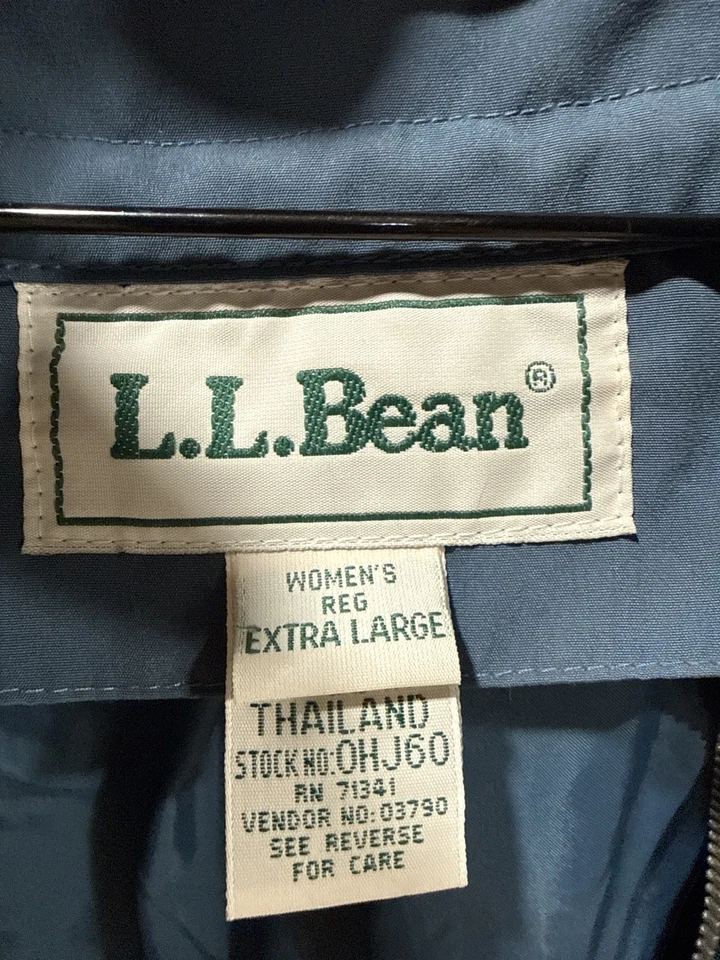 L.L.Bean®
WOMEN'S
REG
EXTRA LARGE
THAILAND
STOCK NO:OHJ60
RN 71341
VENDOR NO:03790
SEE REVERSE
FOR CARE